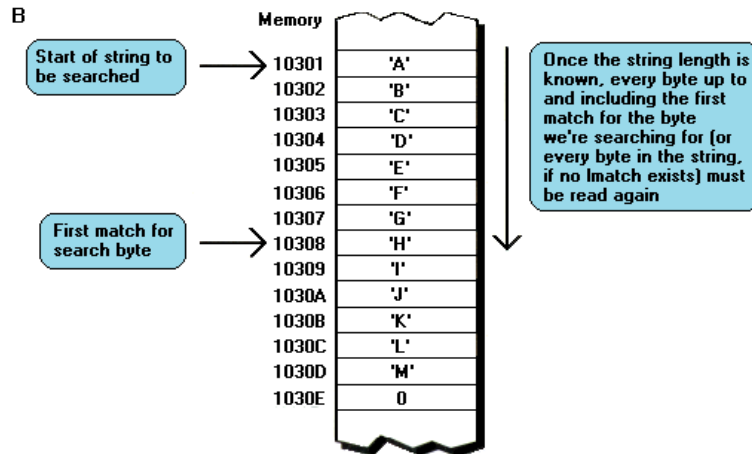 B
Memory
Start of string to
be searched
10301 'A'
10302 'B'
10303 'C'
10304 'D'
10305 'E'
10306 'F'
10307 'G'
10308 'H'
10309 'I'
1030A 'J'
1030B 'K'
1030C 'L'
1030D 'M'
1030E 0
First match for
search byte
Once the string length is
known, every byte up to
and including the first
match for the byte
we're searching for (or
every byte in the string,
if no lmatch exists) must
be read again